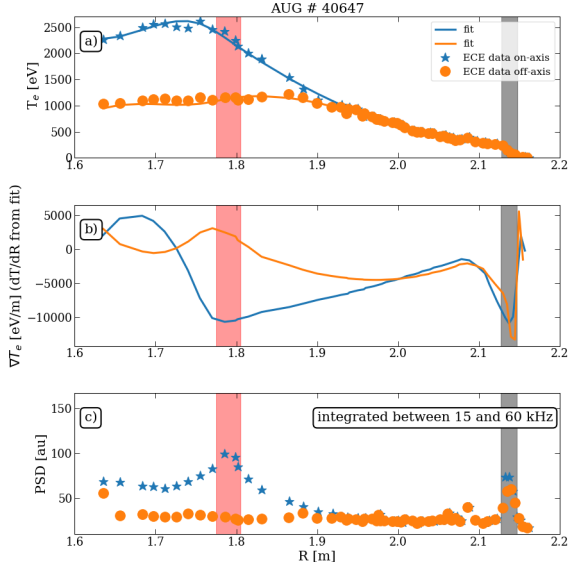 AUG # 40647
a)
fit
fit
ECE data on-axis
ECE data off-axis
T_e [eV]
2500
2000
1500
1000
500
0
1.6 1.7 1.8 1.9 2.0 2.1 2.2
b)
∇T_e [eV/m] (dT/dR from fit)
5000
0
−5000
−10000
1.6 1.7 1.8 1.9 2.0 2.1 2.2
c)
integrated between 15 and 60 kHz
PSD [au]
150
100
50
1.6 1.7 1.8 1.9 2.0 2.1 2.2
R [m]